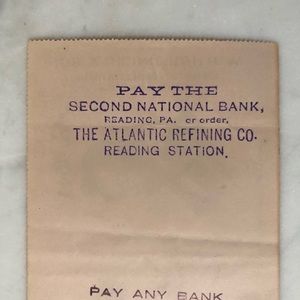 PAY THE
SECOND NATIONAL BANK,
READING, PA. or order,
THE ATLANTIC REFINING CO.
READING STATION.
PAY ANY BANK